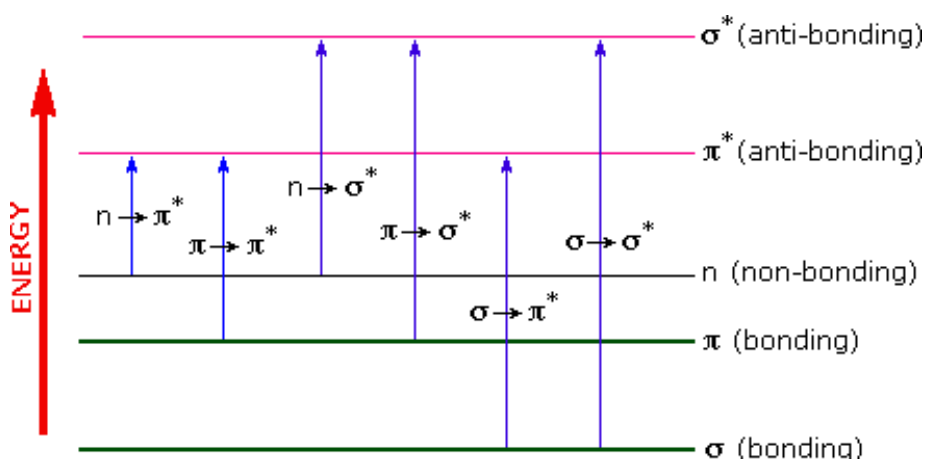 σ* (anti-bonding)
π* (anti-bonding)
n → π*
n → σ*
π → π*
π → σ*
σ → σ*
n (non-bonding)
σ → π*
π (bonding)
σ (bonding)
ENERGY